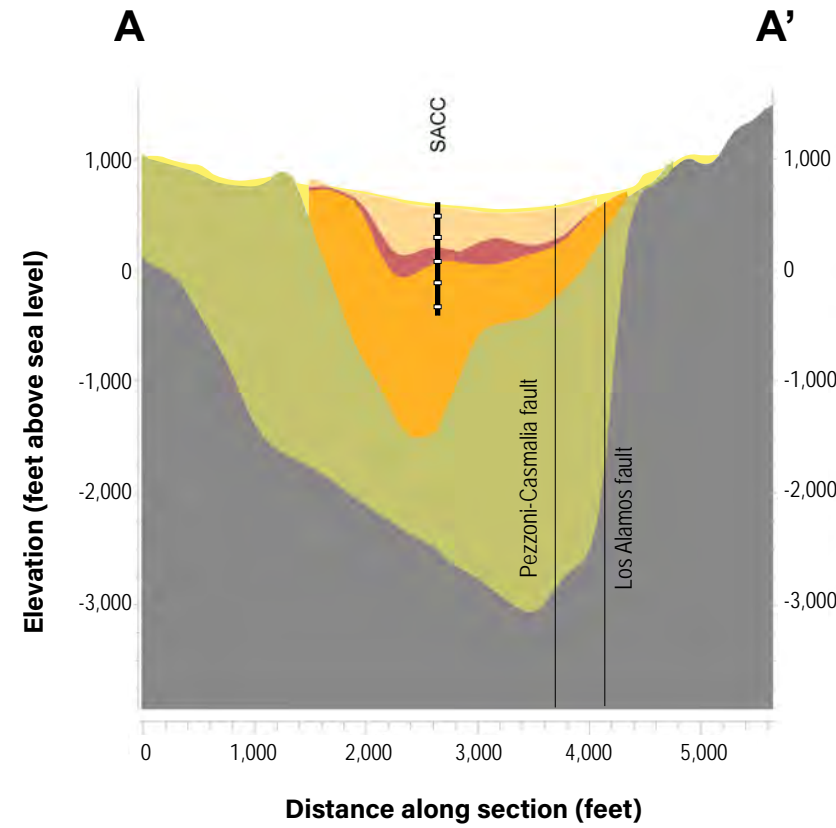 A
A’
SACC
1,000
0
-1,000
-2,000
-3,000
1,000
0
-1,000
-2,000
-3,000
Elevation (feet above sea level)
Pezzoni-Casmalia fault
Los Alamos fault
0
1,000
2,000
3,000
4,000
5,000
Distance along section (feet)